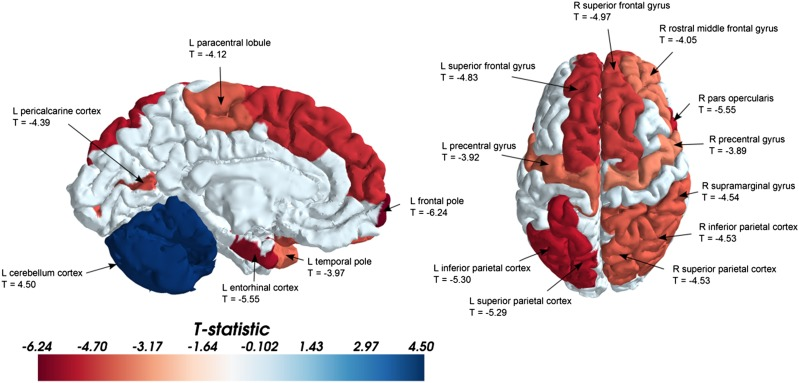 L paracentral lobule
T = -4.12
L pericalcarine cortex
T = -4.39
L frontal pole
T = -6.24
L cerebellum cortex
T = 4.50
L entorhinal cortex
T = -5.55
L temporal pole
T = -3.97
R superior frontal gyrus
T = -4.97
R rostral middle frontal gyrus
T = -4.05
L superior frontal gyrus
T = -4.83
R pars opercularis
T = -5.55
L precentral gyrus
T = -3.92
R precentral gyrus
T = -3.89
R supramarginal gyrus
T = -4.54
R inferior parietal cortex
T = -4.53
L inferior parietal cortex
T = -5.30
R superior parietal cortex
T = -4.53
L superior parietal cortex
T = -5.29
T-statistic
-6.24 -4.70 -3.17 -1.64 -0.102 1.43 2.97 4.50